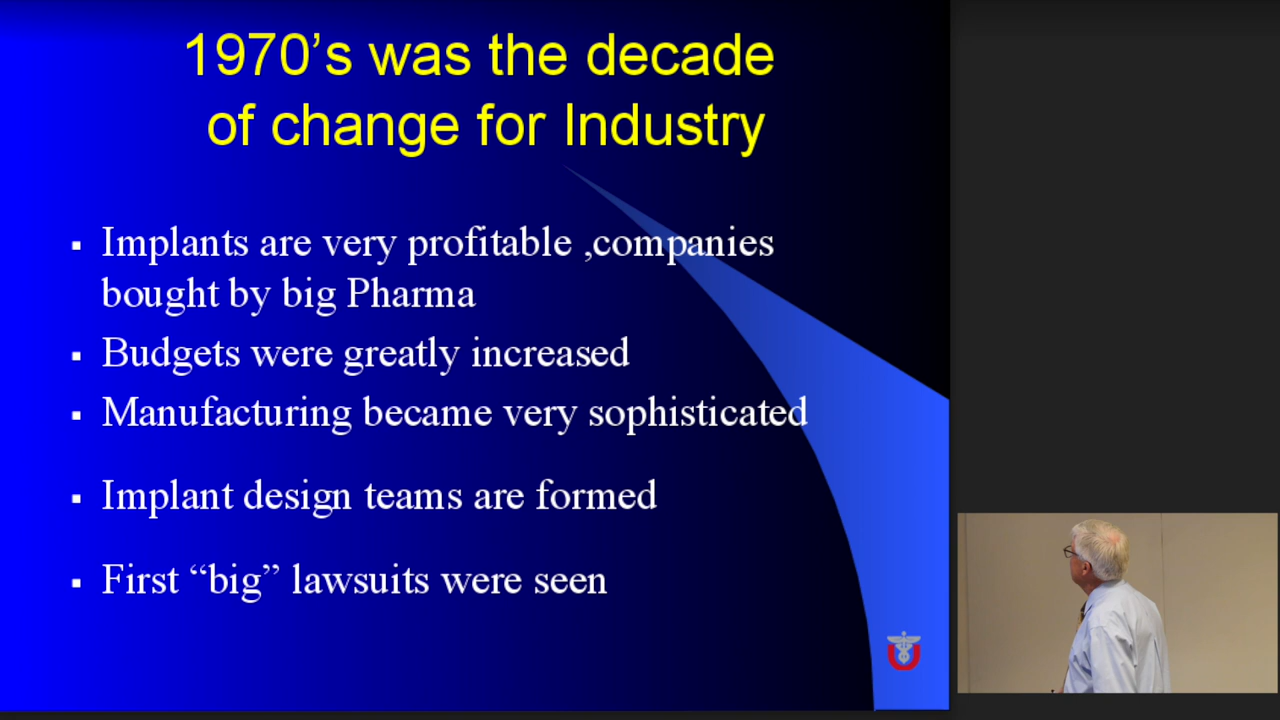 1970’s was the decade
of change for Industry
▪ Implants are very profitable ,companies
bought by big Pharma
▪ Budgets were greatly increased
▪ Manufacturing became very sophisticated
▪ Implant design teams are formed
▪ First “big” lawsuits were seen